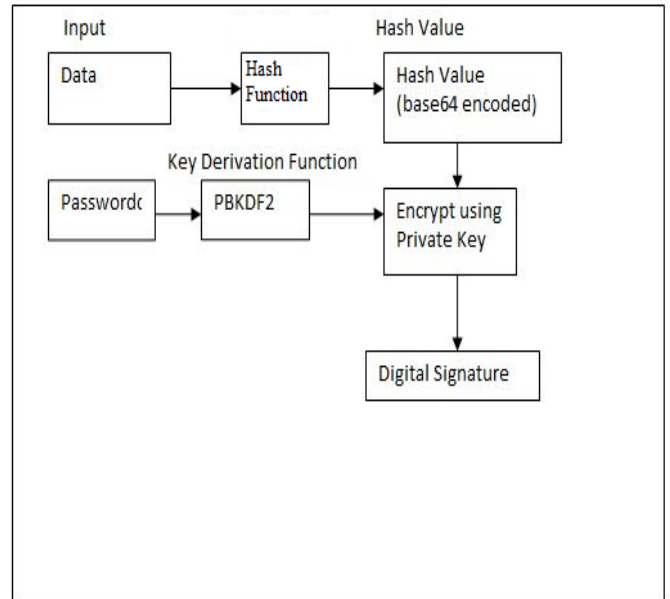 Input
Hash Value
Data
Hash
Function
Hash Value
(base64 encoded)
Key Derivation Function
Passwordc
PBKDF2
Encrypt using
Private Key
Digital Signature